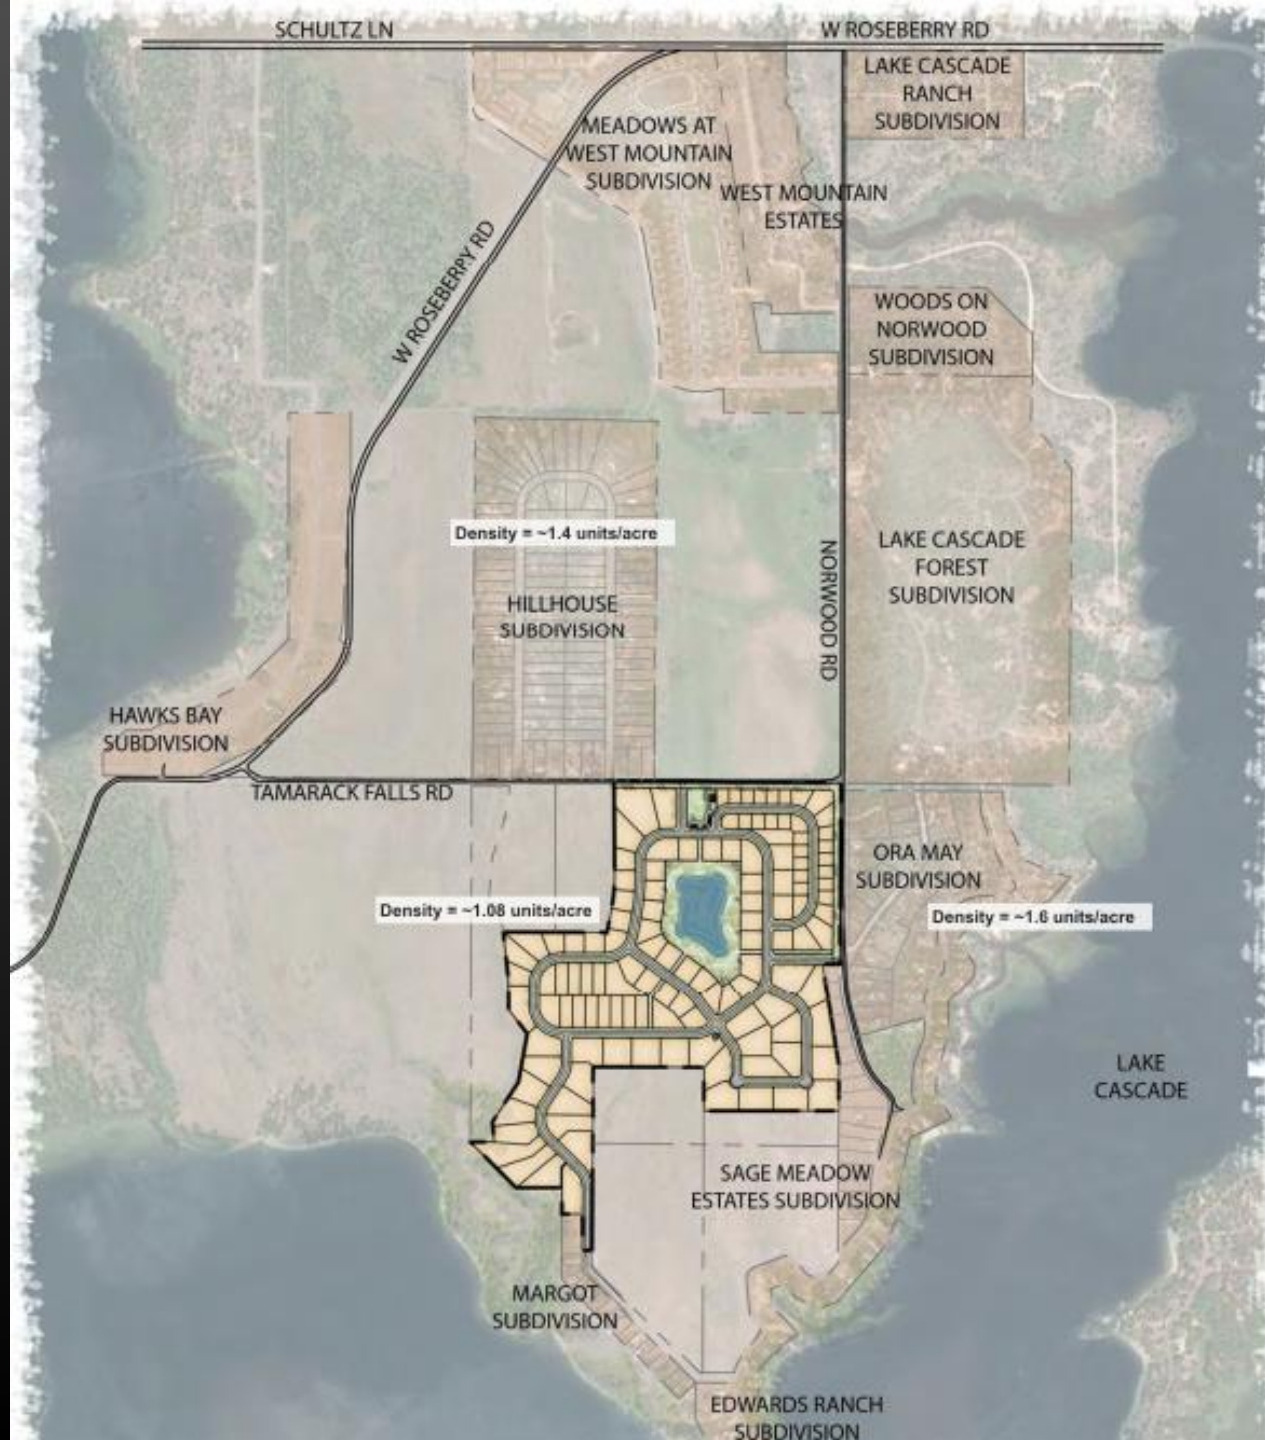 SCHULTZ LN
W ROSEBERRY RD
LAKE CASCADE
RANCH
SUBDIVISION
MEADOWS AT
WEST MOUNTAIN
SUBDIVISION
WEST MOUNTAIN
ESTATES
W ROSEBERRY RD
WOODS ON
NORWOOD
SUBDIVISION
Density = ~1.4 units/acre
HILLHOUSE
SUBDIVISION
NORWOOD RD
LAKE CASCADE
FOREST
SUBDIVISION
HAWKS BAY
SUBDIVISION
TAMARACK FALLS RD
ORA MAY
SUBDIVISION
Density = ~1.08 units/acre
Density = ~1.6 units/acre
LAKE
CASCADE
SAGE MEADOW
ESTATES SUBDIVISION
MARGOT
SUBDIVISION
EDWARDS RANCH
SUBDIVISION